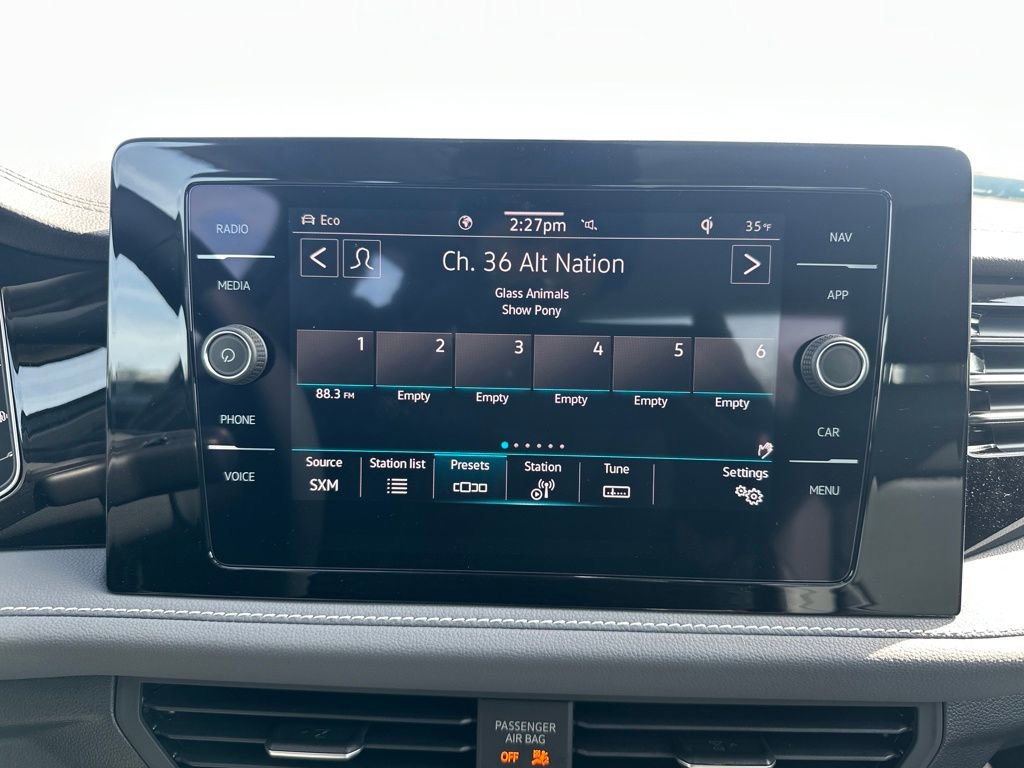 RADIO
MEDIA
PHONE
VOICE
Eco
2:27pm
35°F
Ch. 36 Alt Nation
Glass Animals
Show Pony
1
2
3
4
5
6
88.3 FM
Empty
Empty
Empty
Empty
Empty
Source
SXM
Station list
Presets
Station
Tune
Settings
NAV
APP
CAR
MENU
PASSENGER
AIR BAG
OFF